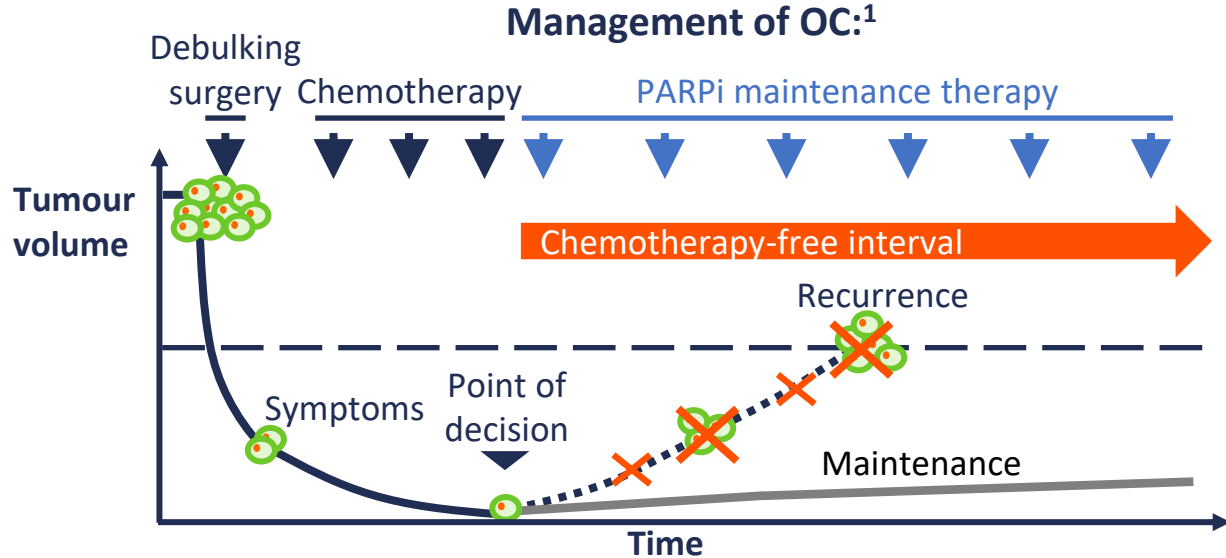 Management of OC:1
Debulking
surgery
Chemotherapy
PARPi maintenance therapy
Tumour
volume
Chemotherapy-free interval
Recurrence
Point of
decision
Symptoms
Maintenance
Time